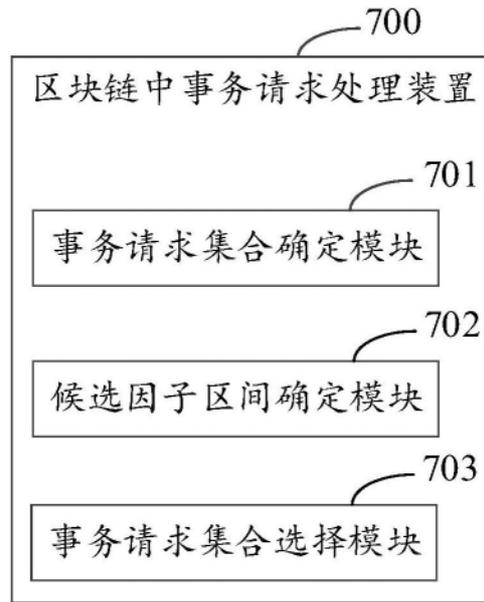 700
区块链中事务请求处理装置
701
事务请求集合确定模块
702
候选因子区间确定模块
703
事务请求集合选择模块